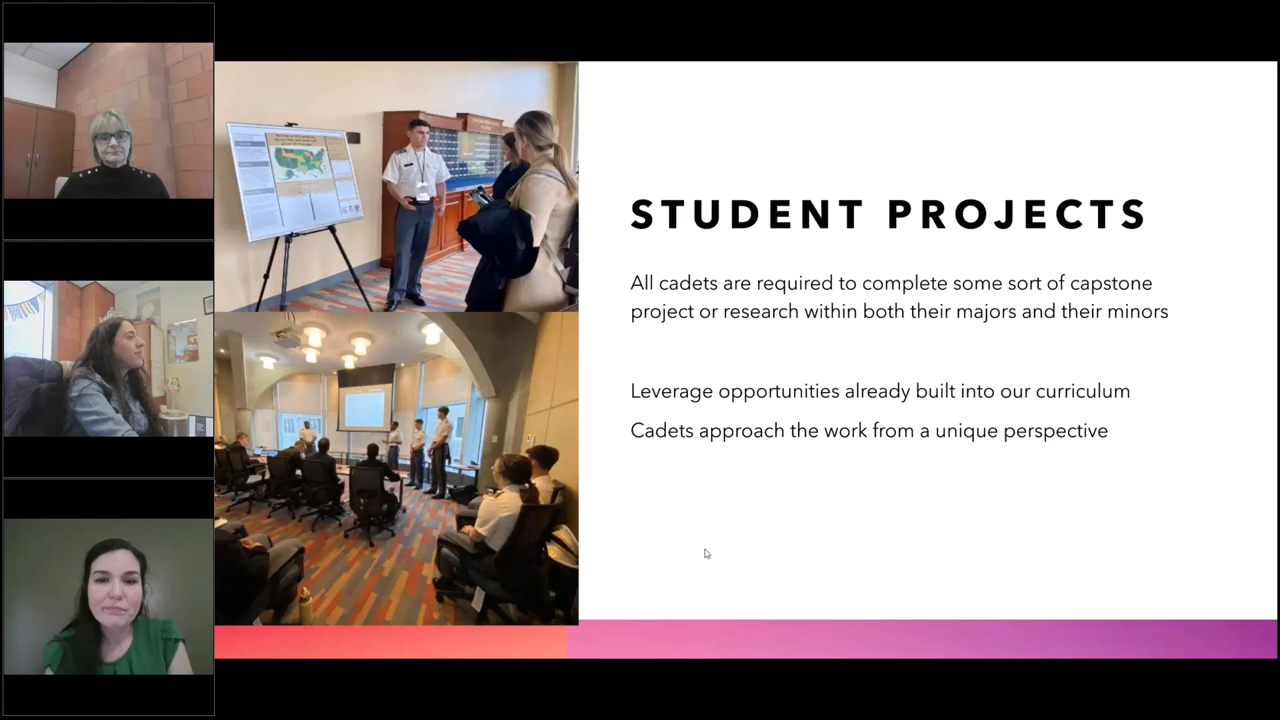 STUDENT PROJECTS
All cadets are required to complete some sort of capstone
project or research within both their majors and their minors
Leverage opportunities already built into our curriculum
Cadets approach the work from a unique perspective